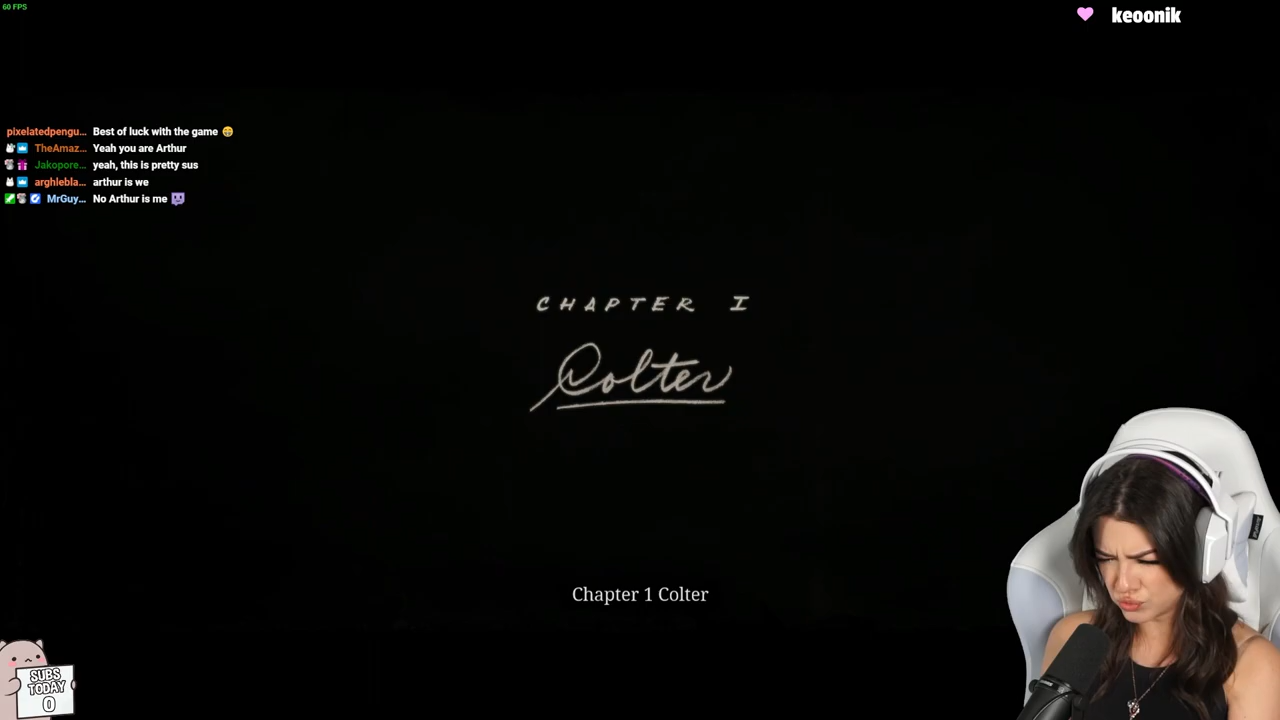 60 FPS
keoonik
pixelatedpengu... Best of luck with the game
TheAmaz... Yeah you are Arthur
Jakopore... yeah, this is pretty sus
arghlebla... arthur is we
MrGuy... No Arthur is me
CHAPTER I
Colter
Chapter 1 Colter
SUBS
TODAY
0